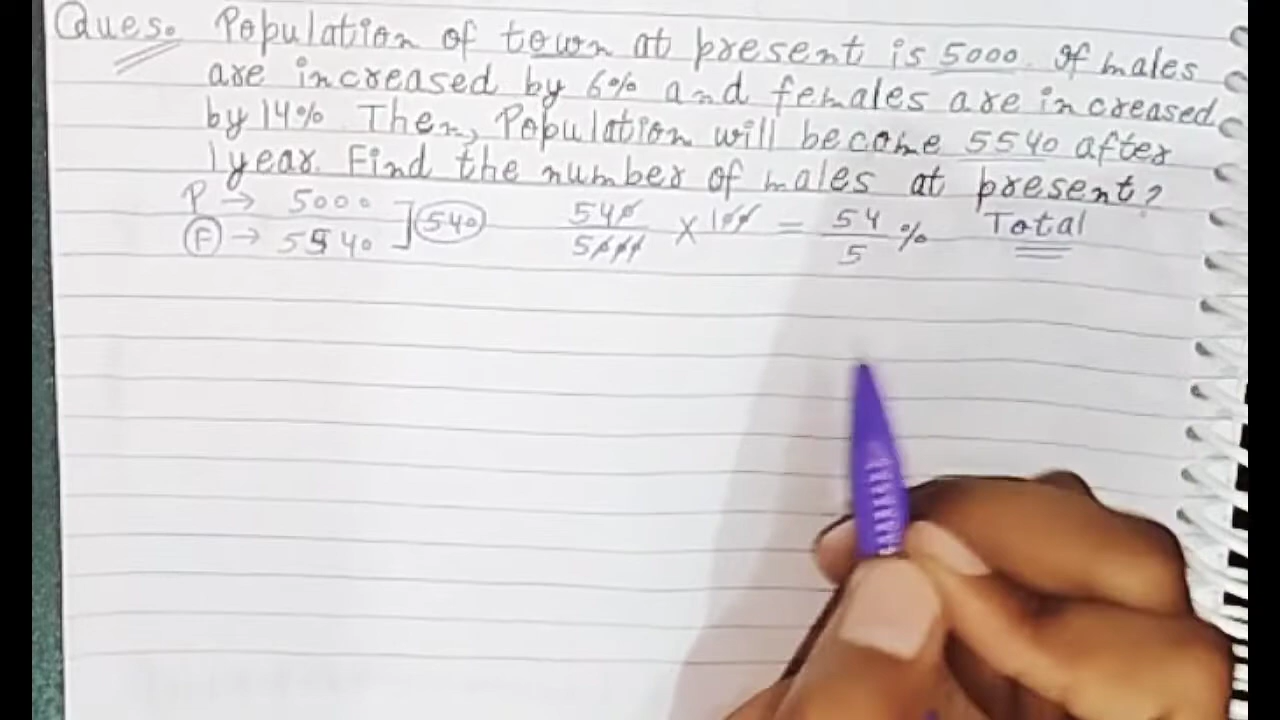 Ques. Population of town at present is 5000. If males
are increased by 6% and females are increased
by 14%. Then, Population will become 5540 after
1 year. Find the number of males at present?
P → 5000 ] 540 540/5000 × 100 = 54/5 % Total
F → 5540